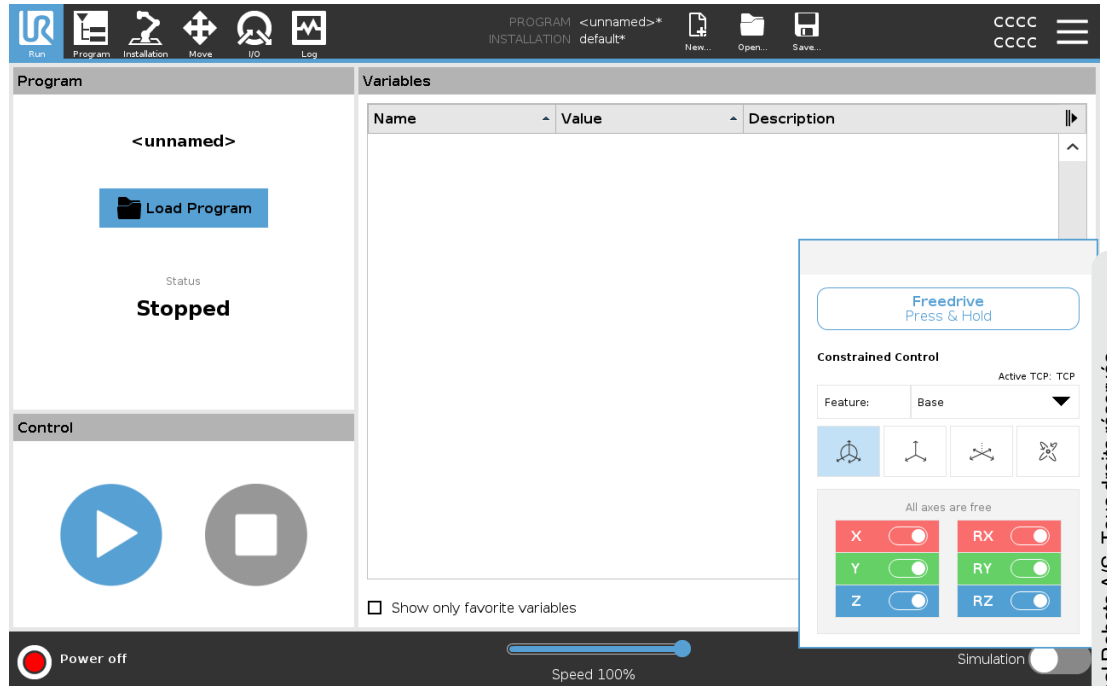 PROGRAM <unnamed>*
INSTALLATION default*
CCCC
CCCC
Run Program Installation Move I/O Log New... Open... Save...
Program
<unnamed>
Load Program
Status
Stopped
Control
Variables
Name Value Description
Show only favorite variables
Freedrive
Press & Hold
Constrained Control
Active TCP: TCP
Feature: Base
All axes are free
X RX
Y RY
Z RZ
Power off
Speed 100%
Simulation